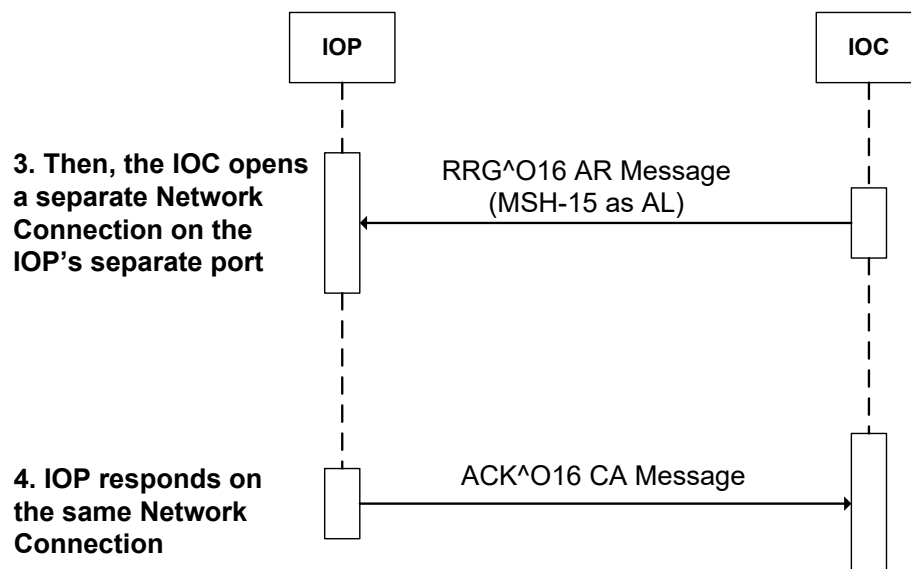 IOP
IOC
3. Then, the IOC opens
a separate Network
Connection on the
IOP’s separate port
RRG^O16 AR Message
(MSH-15 as AL)
4. IOP responds on
the same Network
Connection
ACK^O16 CA Message